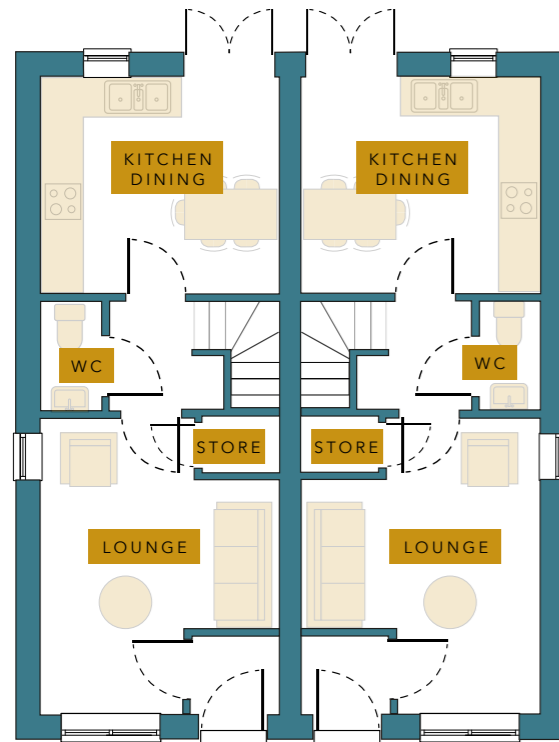 KITCHEN
DINING
KITCHEN
DINING
WC
WC
STORE
STORE
LOUNGE
LOUNGE